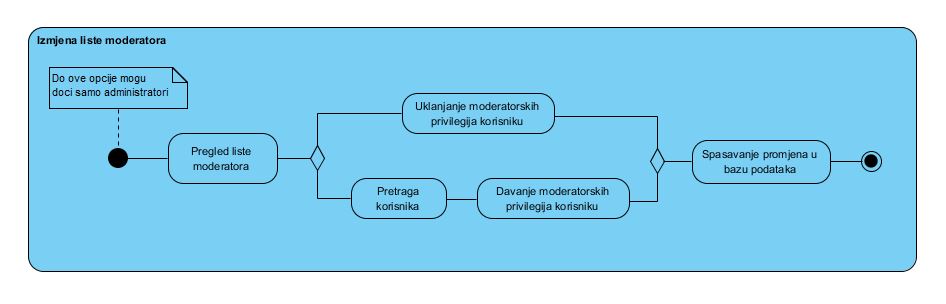 Izmjena liste moderatora
Do ove opcije mogu
doci samo administratori
Pregled liste
moderatora
Uklanjanje moderatorskih
privilegija korisniku
Pretraga
korisnika
Davanje moderatorskih
privilegija korisniku
Spasavanje promjena u
bazu podataka